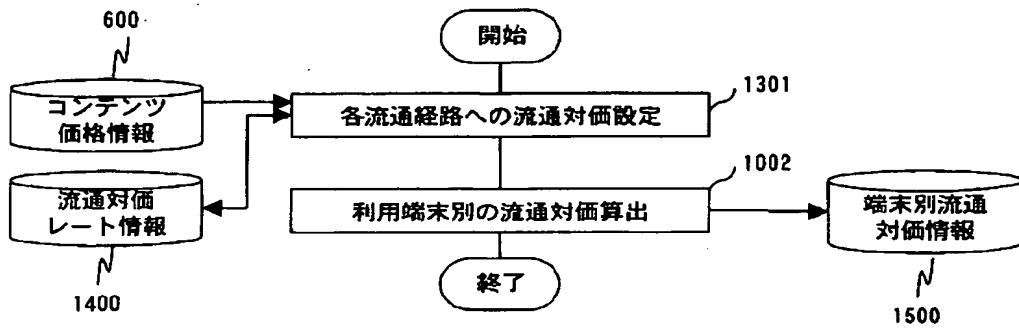 600
開始
コンテンツ
価格情報
各流通経路への流通対価設定
1301
1002
流通対価
レート情報
利用端末別の流通対価算出
端末別流通
対価情報
終了
1400
1500